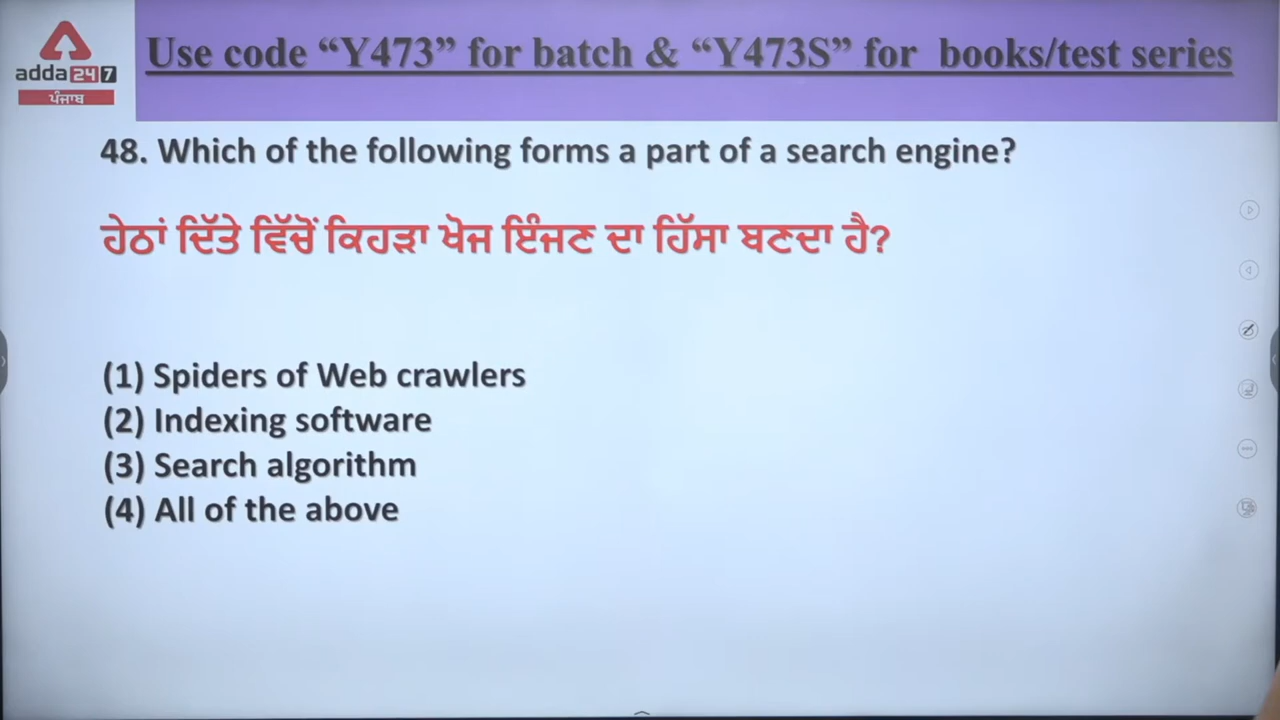 Use code “Y473” for batch & “Y473S” for books/test series
adda 247
ਪੰਜਾਬ
48. Which of the following forms a part of a search engine?
ਹੇਠਾਂ ਦਿੱਤੇ ਵਿੱਚੋਂ ਕਿਹੜਾ ਖੋਜ ਇੰਜਣ ਦਾ ਹਿੱਸਾ ਬਣਦਾ ਹੈ?
(1) Spiders of Web crawlers
(2) Indexing software
(3) Search algorithm
(4) All of the above